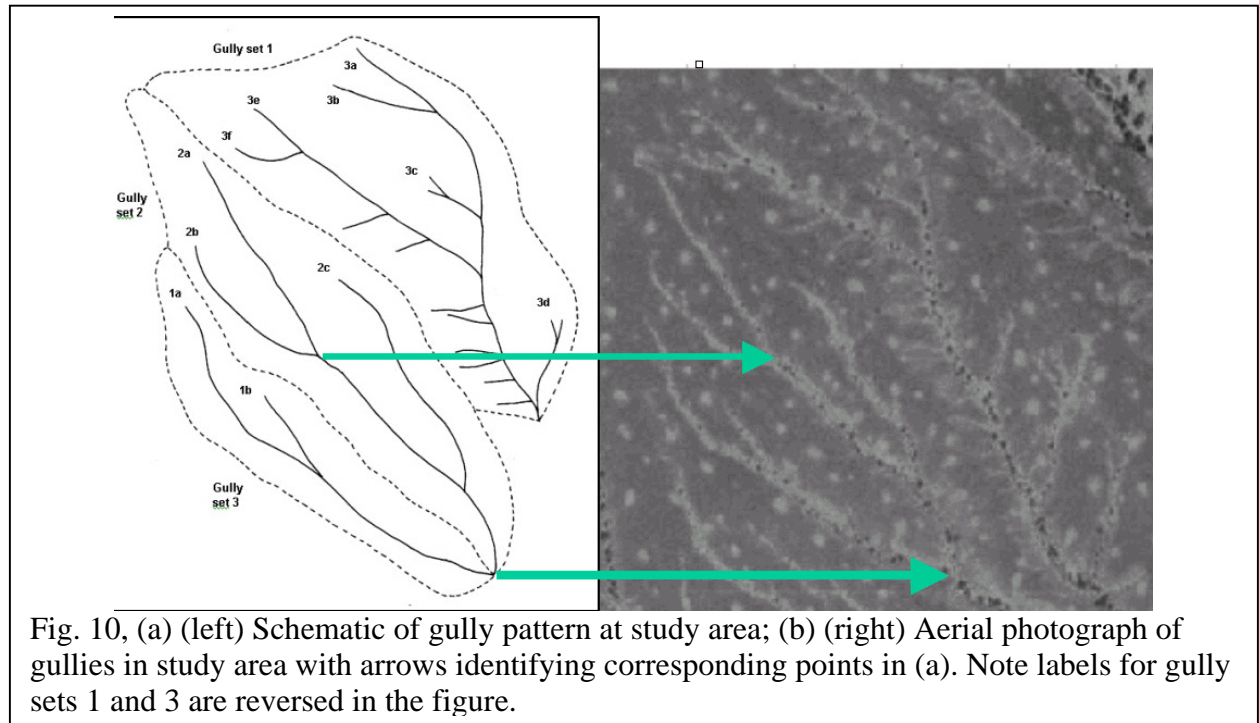 Gully set 1
3a
3b
3e
3f
2a
3c
Gully
set 2
2b
2c
1a
3d
1b
Gully
set 3
Fig. 10, (a) (left) Schematic of gully pattern at study area; (b) (right) Aerial photograph of
gullies in study area with arrows identifying corresponding points in (a). Note labels for gully
sets 1 and 3 are reversed in the figure.